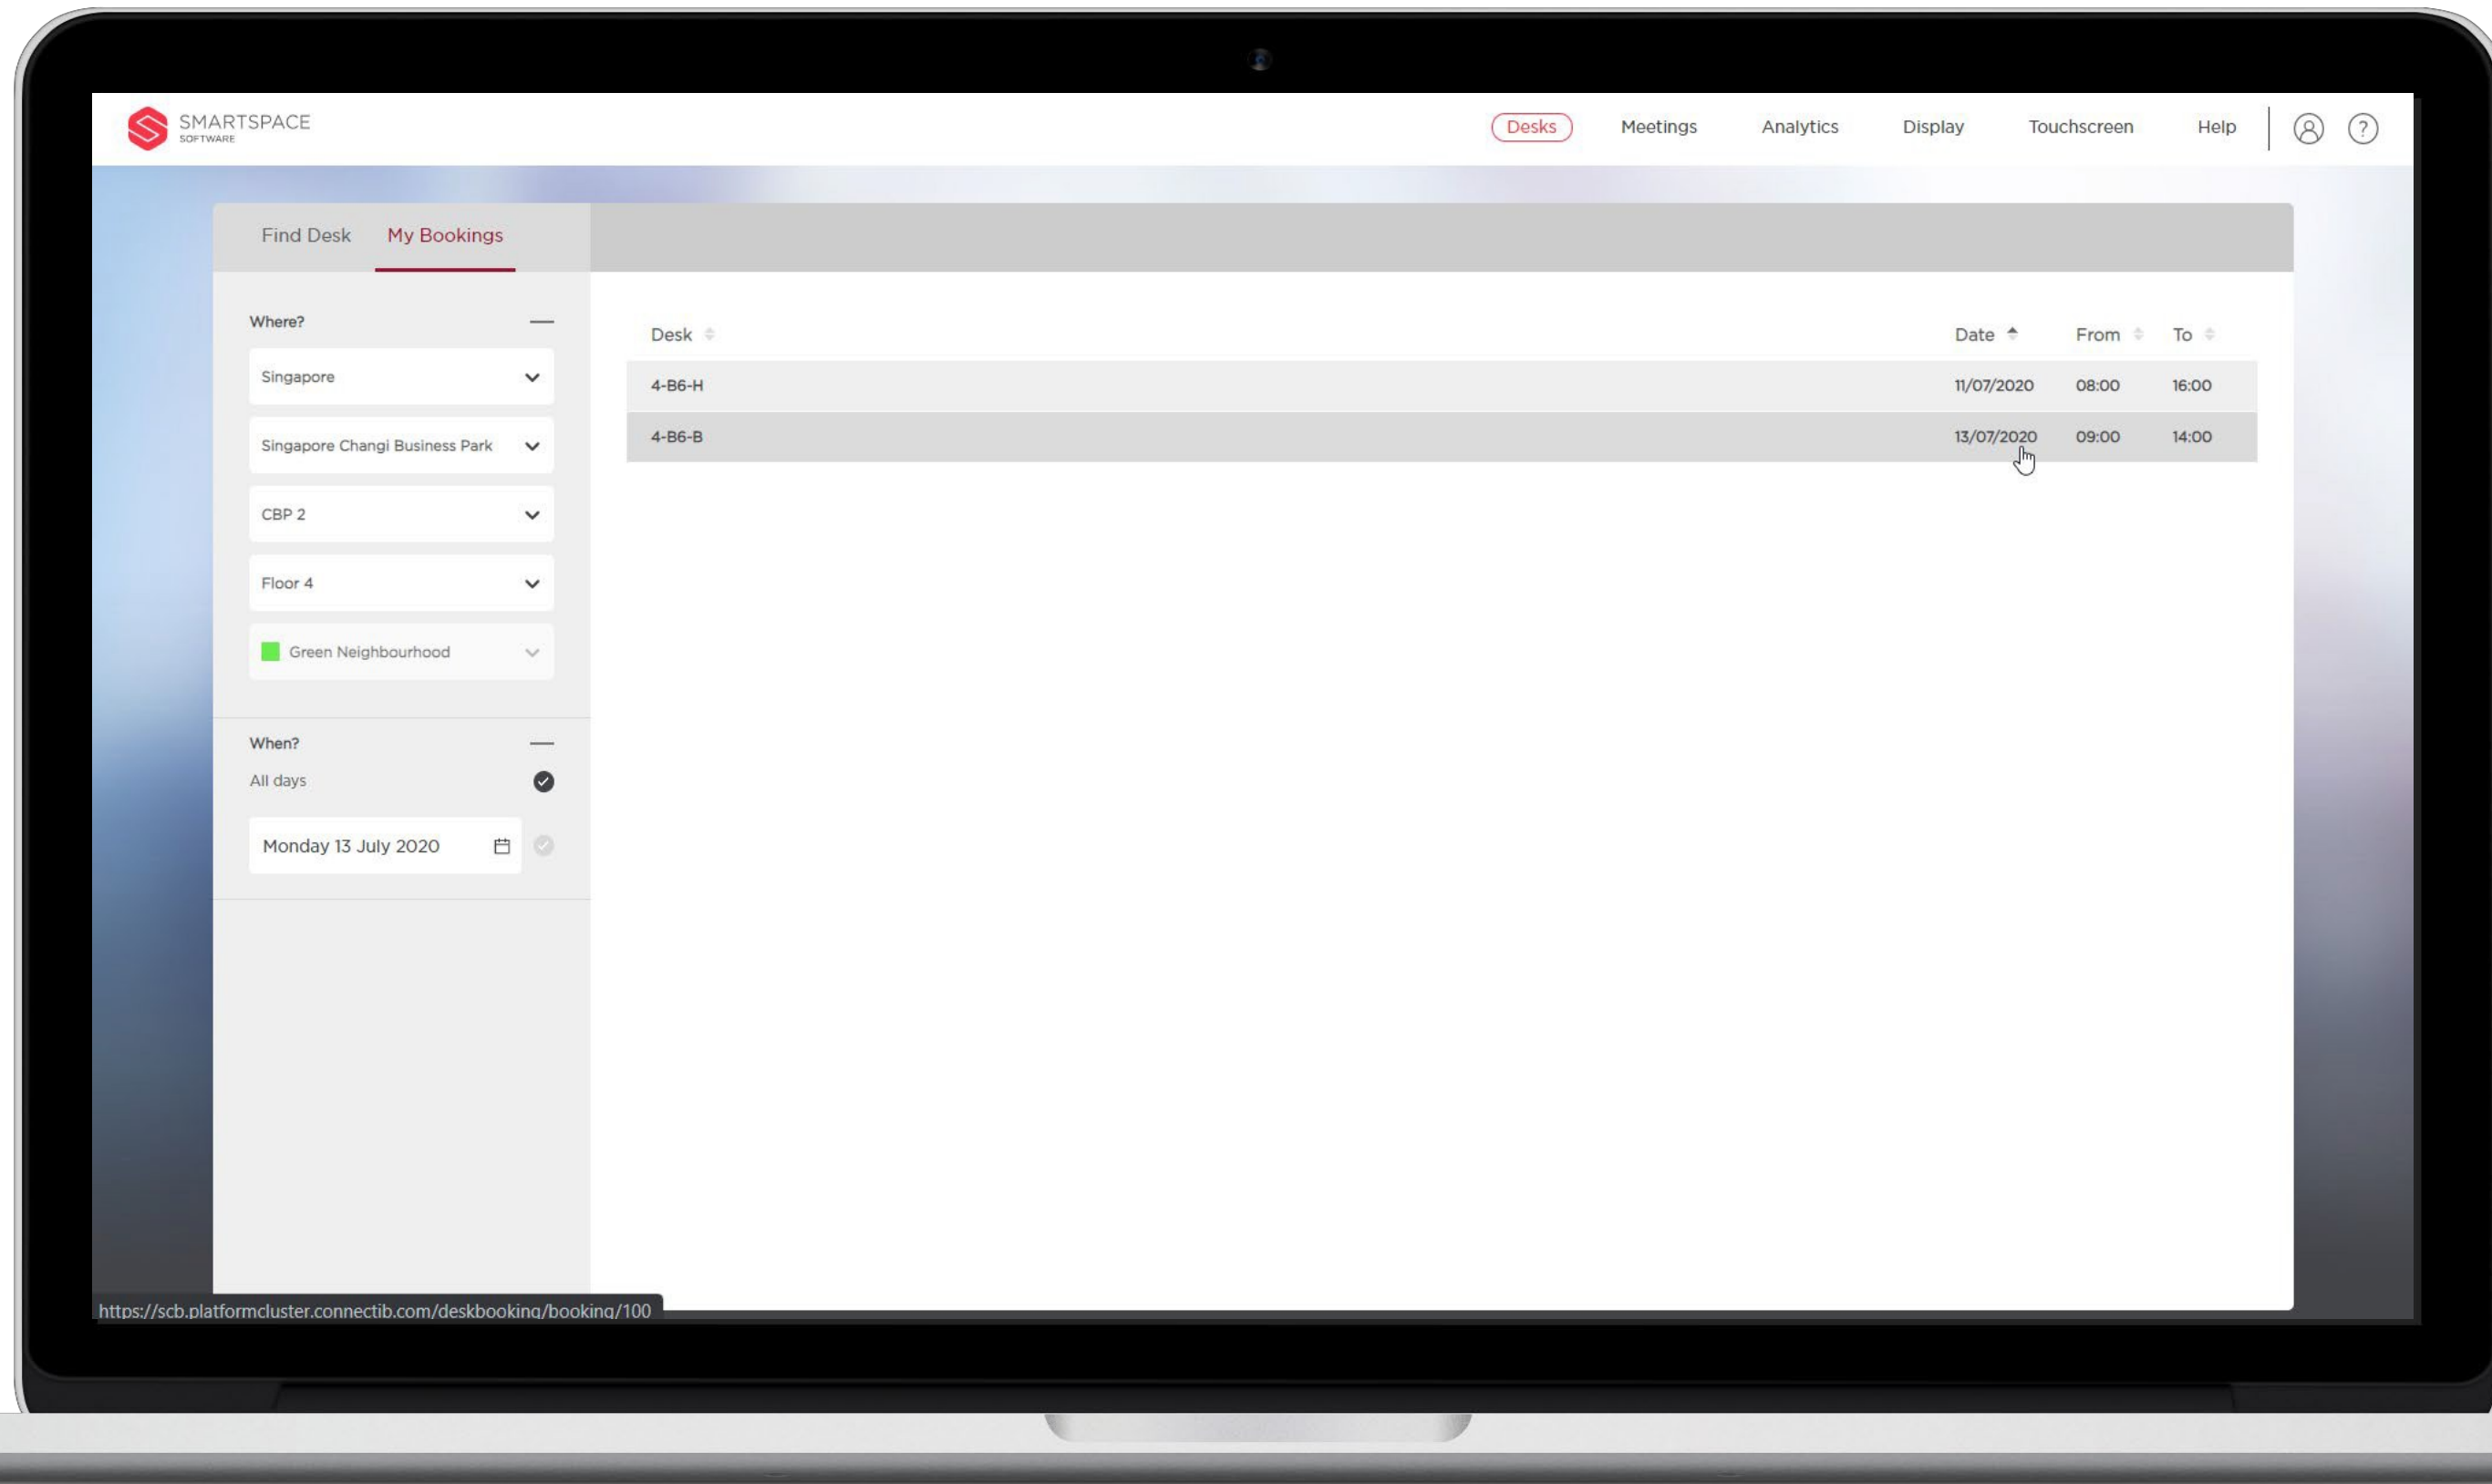 SMARTSPACE
SOFTWARE
Desks Meetings Analytics Display Touchscreen Help
Find Desk My Bookings
Where?
Singapore
Singapore Changi Business Park
CBP 2
Floor 4
Green Neighbourhood
When?
All days
Monday 13 July 2020
Desk Date From To
4-B6-H 11/07/2020 08:00 16:00
4-B6-B 13/07/2020 09:00 14:00
https://scb.platformcluster.connectib.com/deskbooking/booking/100